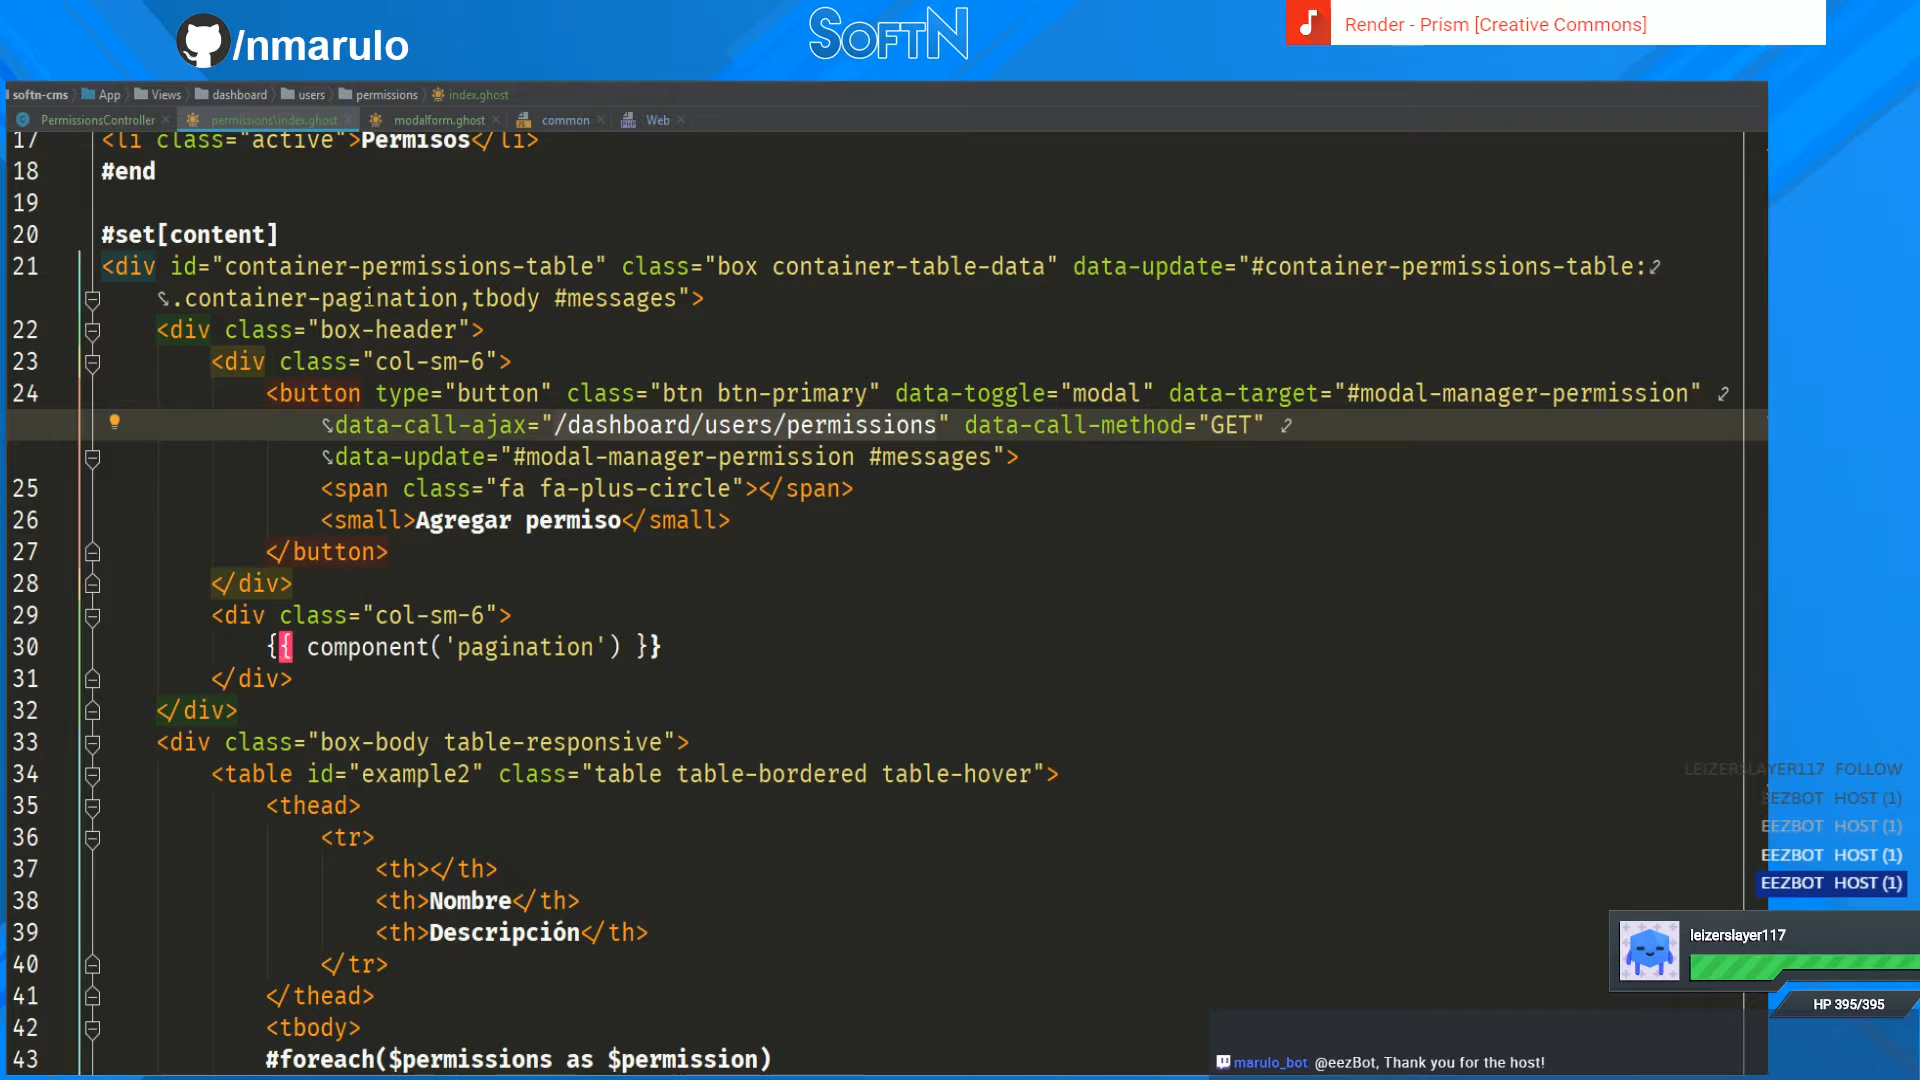 /nmarulo
SOFTN
Render - Prism [Creative Commons]
softn-cms App Views dashboard users permissions index.ghost
PermissionsController permissions\index.ghost modalform.ghost common Web
17 <li class="active">Permisos</li>
18 #end
19
20 #set[content]
21 <div id="container-permissions-table" class="box container-table-data" data-update="#container-permissions-table:
.container-pagination,tbody #messages">
22 <div class="box-header">
23 <div class="col-sm-6">
24 <button type="button" class="btn btn-primary" data-toggle="modal" data-target="#modal-manager-permission"
data-call-ajax="/dashboard/users/permissions" data-call-method="GET"
data-update="#modal-manager-permission #messages">
25 <span class="fa fa-plus-circle"></span>
26 <small>Agregar permiso</small>
27 </button>
28 </div>
29 <div class="col-sm-6">
30 {{ component('pagination') }}
31 </div>
32 </div>
33 <div class="box-body table-responsive">
34 <table id="example2" class="table table-bordered table-hover">
35 <thead>
36 <tr>
37 <th></th>
38 <th>Nombre</th>
39 <th>Descripción</th>
40 </tr>
41 </thead>
42 <tbody>
43 #foreach($permissions as $permission)
LEIZERSLAYER117 FOLLOW
EEZBOT HOST (1)
EEZBOT HOST (1)
EEZBOT HOST (1)
EEZBOT HOST (1)
leizerslayer117
HP 395/395
marulo_bot: @eezBot, Thank you for the host!